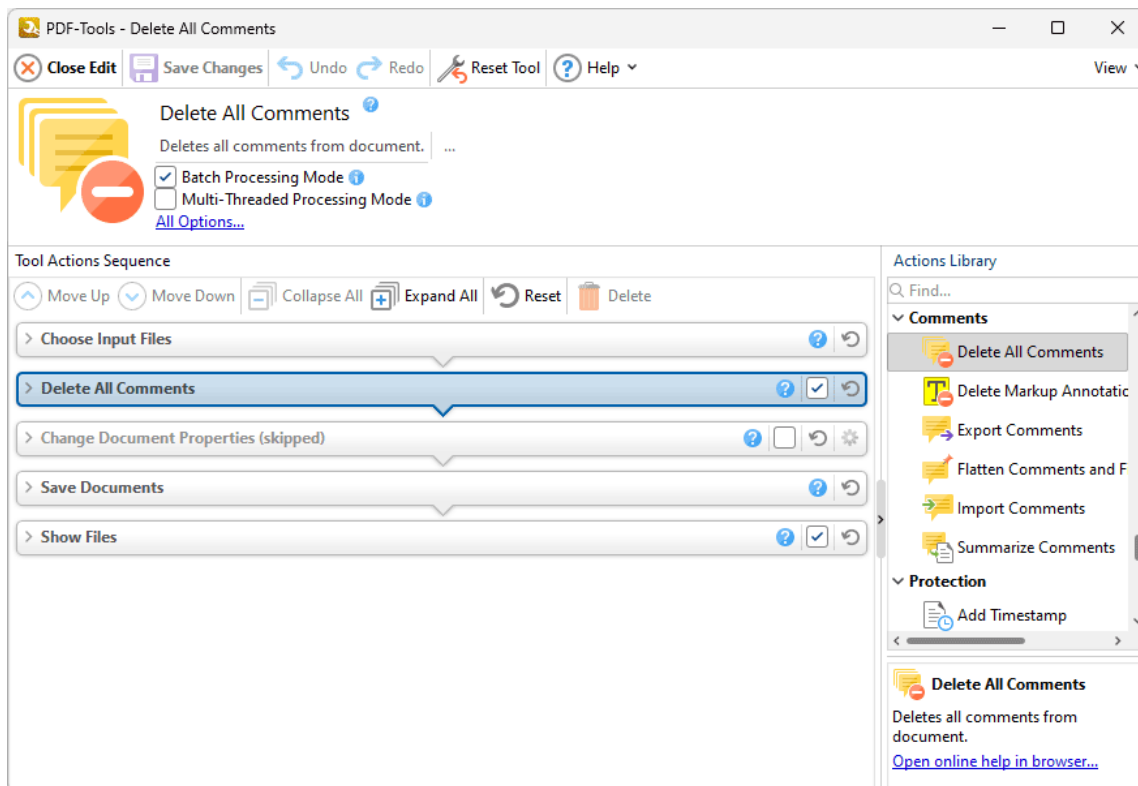 PDF-Tools - Delete All Comments
Close Edit Save Changes Undo Redo Reset Tool ? Help View
Delete All Comments ?
Deletes all comments from document. ...
Batch Processing Mode i
Multi-Threaded Processing Mode i
All Options...
Tool Actions Sequence
Move Up Move Down Collapse All Expand All Reset Delete
Choose Input Files ?
Delete All Comments ?
Change Document Properties (skipped) ?
Save Documents ?
Show Files ?
Actions Library
Find...
Comments
Delete All Comments
T Delete Markup Annotatic
Export Comments
Flatten Comments and F
Import Comments
Summarize Comments
Protection
Add Timestamp
Delete All Comments
Deletes all comments from
document.
Open online help in browser...